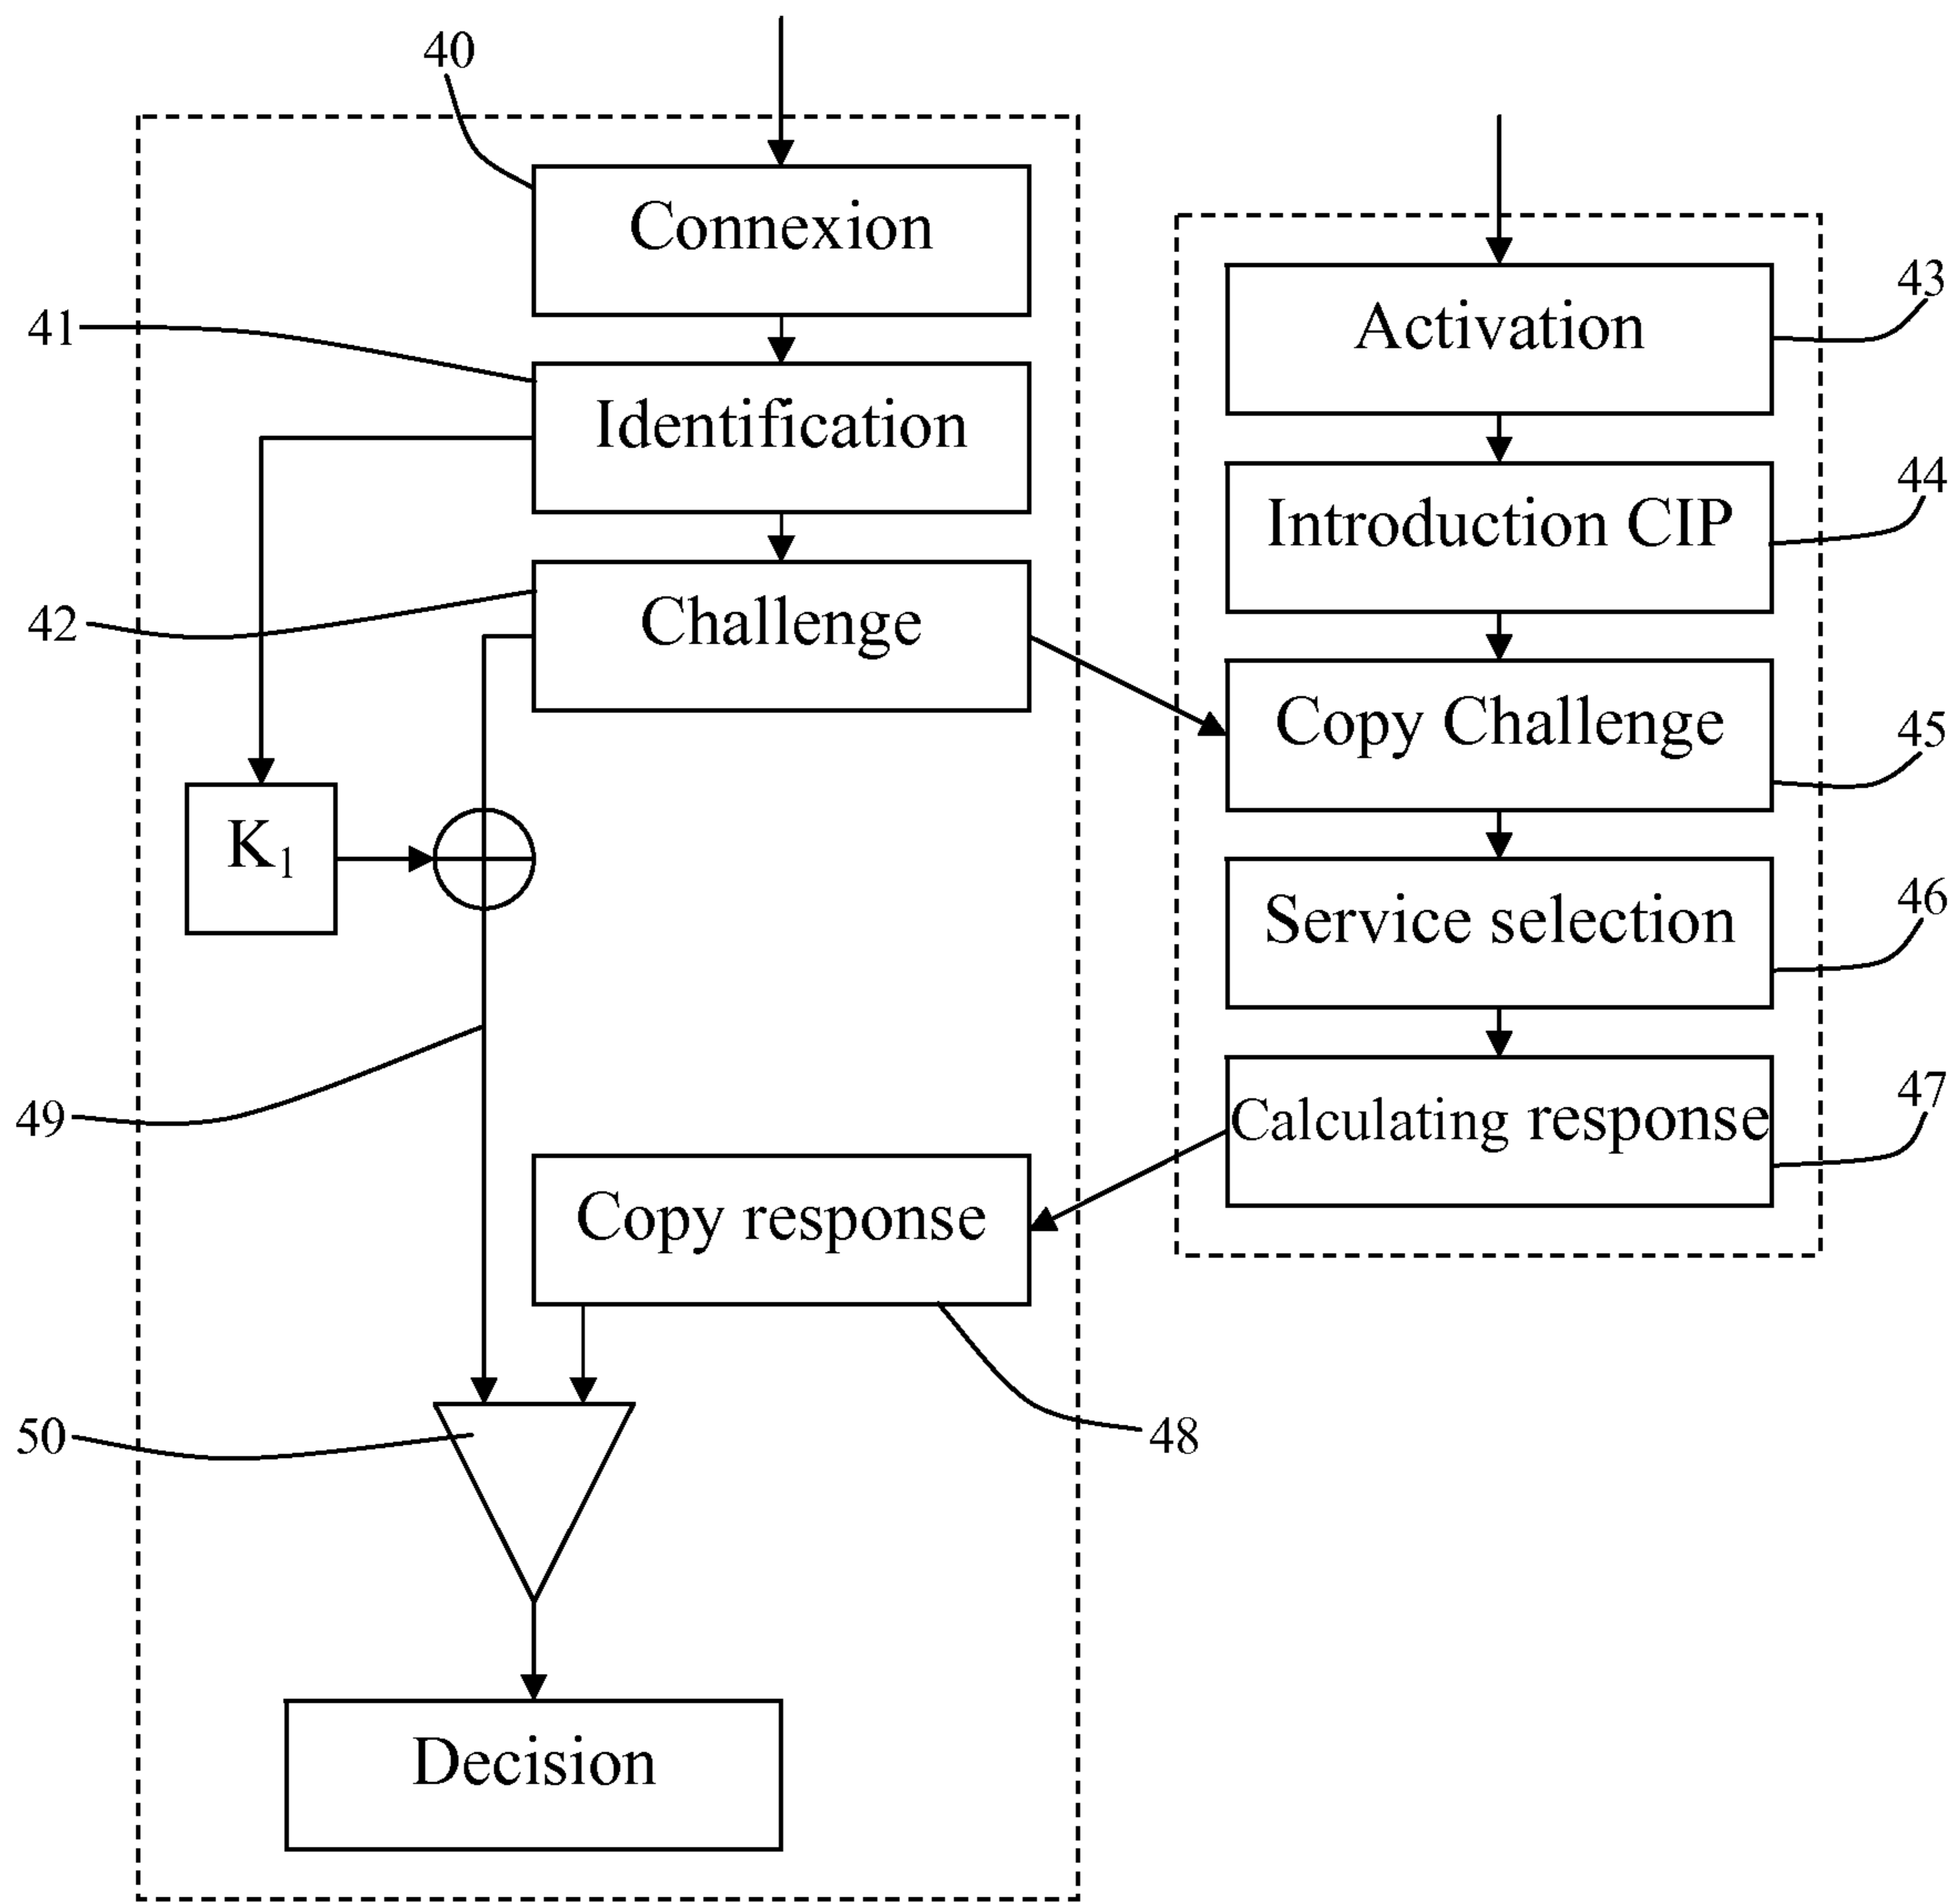 40
Connexion
41
Identification
42
Challenge
K1
49
Copy response
48
50
Decision
43
Activation
44
Introduction CIP
45
Copy Challenge
46
Service selection
47
Calculating response